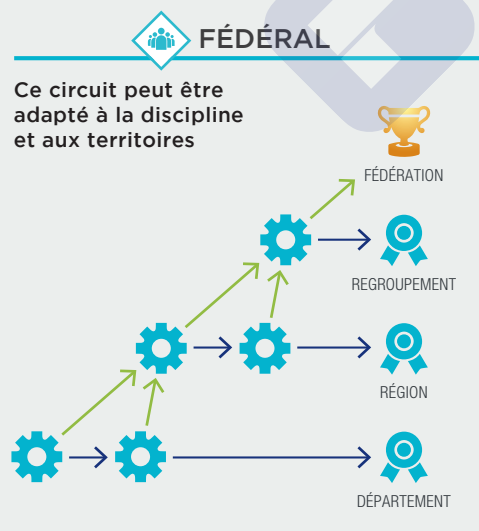 FÉDÉRAL
Ce circuit peut être
adapté à la discipline
et aux territoires
FÉDÉRATION
REGROUPEMENT
RÉGION
DÉPARTEMENT